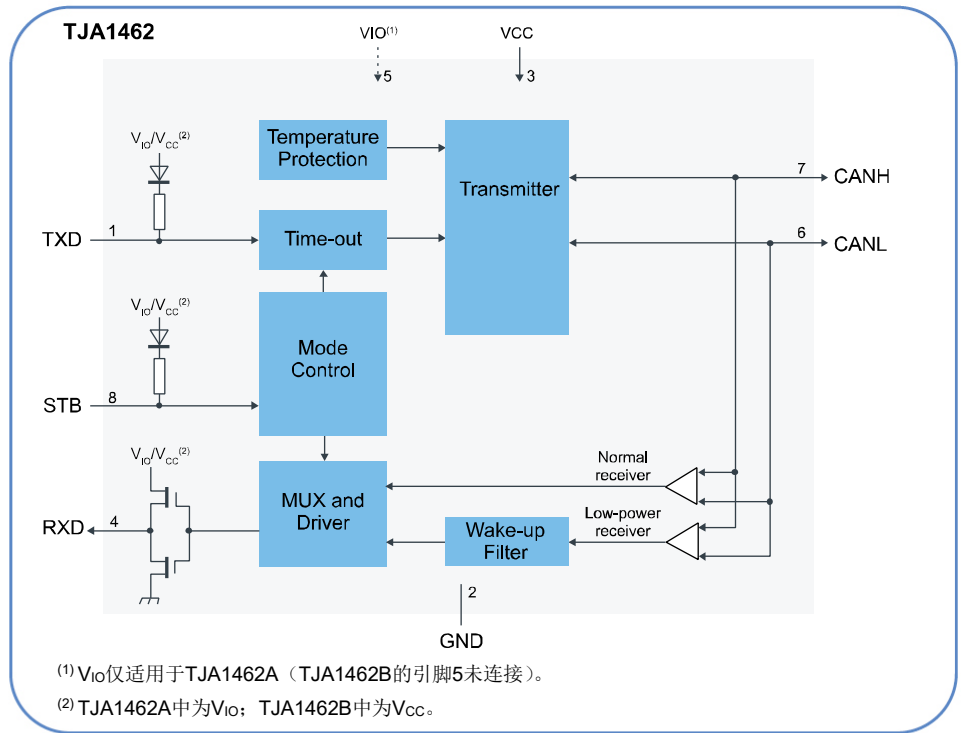 TJA1462
VIO(1)
VCC
5
3
VIO/VCC(2)
Temperature
Protection
Transmitter
7
CANH
TXD
1
Time-out
6
CANL
VIO/VCC(2)
Mode
Control
STB
8
VIO/VCC(2)
Normal
receiver
MUX and
Driver
RXD
4
Low-power
receiver
Wake-up
Filter
2
GND
(1) VIO仅适用于TJA1462A（TJA1462B的引脚5未连接）。
(2) TJA1462A中为VIO；TJA1462B中为VCC。